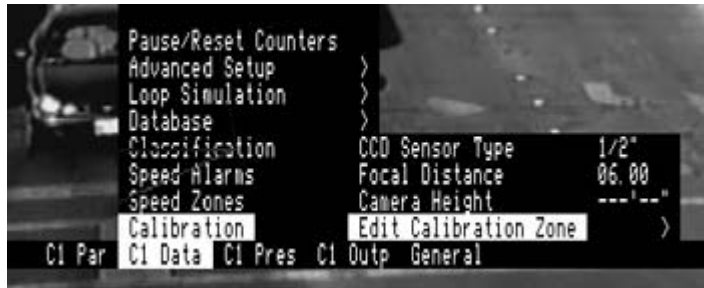 Pause/Reset Counters
Advanced Setup >
Loop Simulation >
Database >
Classification CCD Sensor Type 1/2"
Speed Alarms Focal Distance 06.00
Speed Zones Camera Height ---'--"
Calibration Edit Calibration Zone >
C1 Par C1 Data C1 Pres C1 Outp General